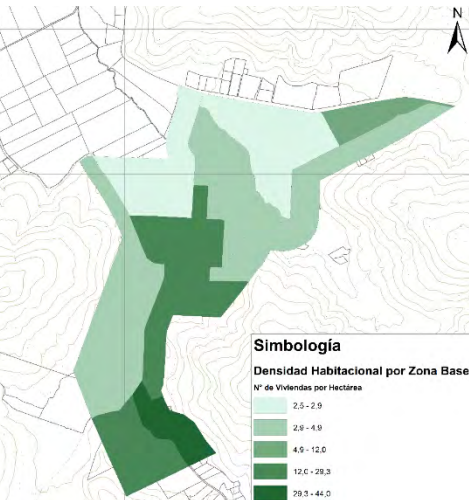 N
Simbología
Densidad Habitacional por Zona Base
N° de Viviendas por Hectárea
2,5 - 2,9
2,9 - 4,9
4,9 - 12,0
12,0 - 29,3
29,3 - 44,0